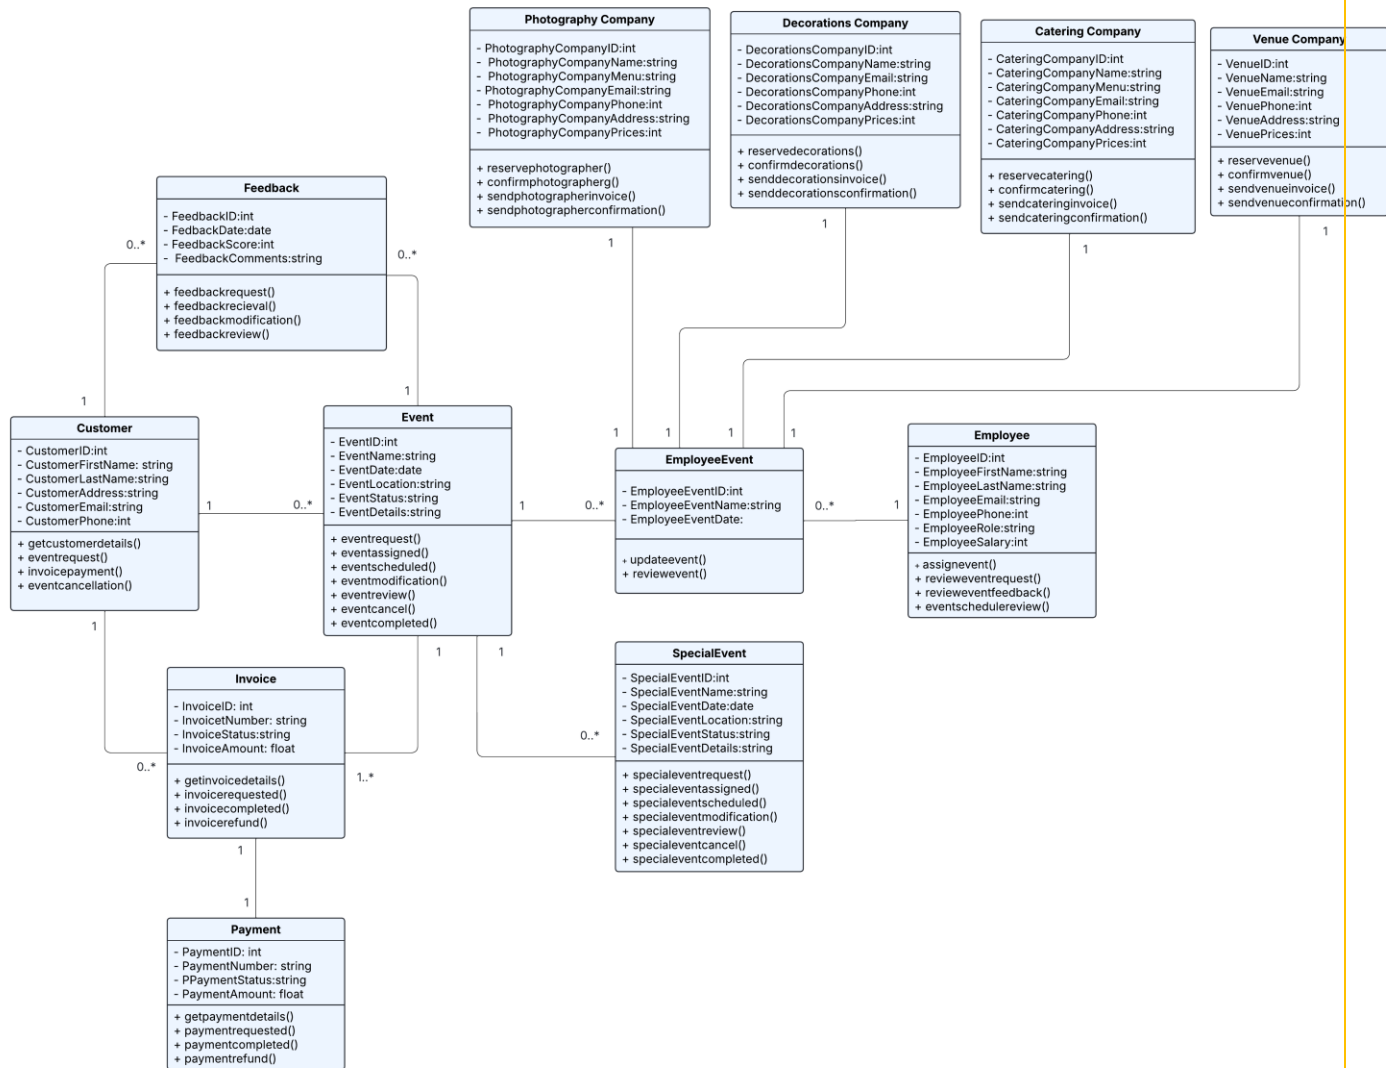 Photography Company
- PhotographyCompanyID:int
- PhotographyCompanyName:string
- PhotographyCompanyMenu:string
- PhotographyCompanyEmail:string
- PhotographyCompanyPhone:int
- PhotographyCompanyAddress:string
- PhotographyCompanyPrices:int
+ reservephotographer()
+ confirmphotographerg()
+ sendphotographerinvoice()
+ sendphotographerconfirmation()
1
1
Decorations Company
- DecorationsCompanyID:int
- DecorationsCompanyName:string
- DecorationsCompanyEmail:string
- DecorationsCompanyPhone:int
- DecorationsCompanyAddress:string
- DecorationsCompanyPrices:int
+ reservedecorations()
+ confirmdecorations()
+ senddecorationsinvoice()
+ senddecorationsconfirmation()
1
1
Catering Company
- CateringCompanyID:int
- CateringCompanyName:string
- CateringCompanyMenu:string
- CateringCompanyEmail:string
- CateringCompanyPhone:int
- CateringCompanyAddress:string
- CateringCompanyPrices:int
+ reservecatering()
+ confirmcatering()
+ sendcateringinvoice()
+ sendcateringconfirmation()
1
1
Venue Company
- VenueID:int
- VenueName:string
- VenueEmail:string
- VenuePhone:int
- VenueAddress:string
- VenuePrices:int
+ reservevenue()
+ confirmvenue()
+ sendvenueinvoice()
+ sendvenueconfirmation()
1
1
Feedback
- FeedbackID:int
- FedbackDate:date
- FeedbackScore:int
- FeedbackComments:string
+ feedbackrequest()
+ feedbackrecieval()
+ feedbackmodification()
+ feedbackreview()
0..*
0..*
1
1
Customer
- CustomerID:int
- CustomerFirstName: string
- CustomerLastName:string
- CustomerAddress:string
- CustomerEmail:string
- CustomerPhone:int
+ getcustomerdetails()
+ eventrequest()
+ invoicepayment()
+ eventcancellation()
1
0..*
1
Event
- EventID:int
- EventName:string
- EventDate:date
- EventLocation:string
- EventStatus:string
- EventDetails:string
+ eventrequest()
+ eventassigned()
+ eventscheduled()
+ eventmodification()
+ eventreview()
+ eventcancel()
+ eventcompleted()
1
0..*
1
1
EmployeeEvent
- EmployeeEventID:int
- EmployeeEventName:string
- EmployeeEventDate:
+ updateevent()
+ reviewevent()
0..*
1
Employee
- EmployeeID:int
- EmployeeFirstName:string
- EmployeeLastName:string
- EmployeeEmail:string
- EmployeePhone:int
- EmployeeRole:string
- EmployeeSalary:int
+ assignevent()
+ revieweventrequest()
+ revieweventfeedback()
+ eventschedulereview()
Invoice
- InvoiceID: int
- InvoicetNumber: string
- InvoiceStatus:string
- InvoiceAmount: float
+ getinvoicedetails()
+ invoicerequested()
+ invoicecompleted()
+ invoicerefund()
0..*
1..*
1
1
SpecialEvent
- SpecialEventID:int
- SpecialEventName:string
- SpecialEventDate:date
- SpecialEventLocation:string
- SpecialEventStatus:string
- SpecialEventDetails:string
+ specialeventrequest()
+ specialeventassigned()
+ specialeventscheduled()
+ specialeventmodification()
+ specialeventreview()
+ specialeventcancel()
+ specialeventcompleted()
0..*
Payment
- PaymentID: int
- PaymentNumber: string
- PPaymentStatus:string
- PaymentAmount: float
+ getpaymentdetails()
+ paymentrequested()
+ paymentcompleted()
+ paymentrefund()